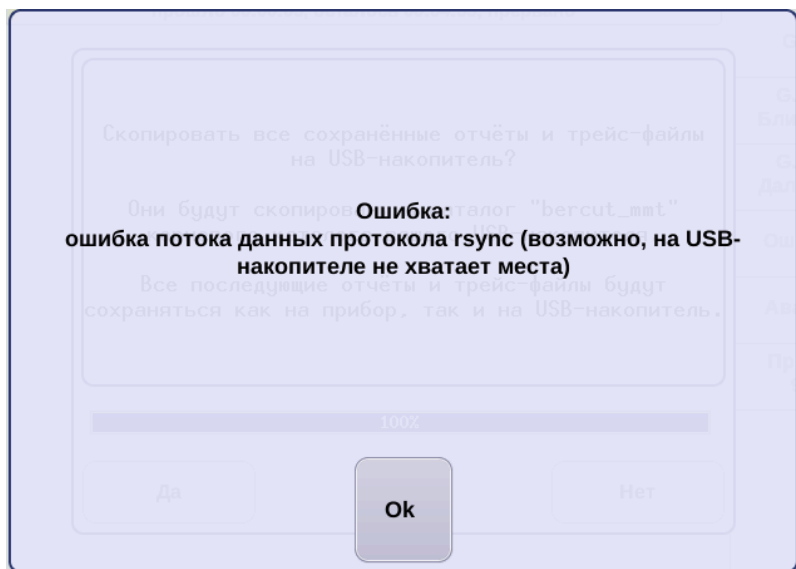 Скопировать все сохранённые отчёты и трейс-файлы
на USB-накопитель?
Они будут скопиров
талог "bercut_mmt"
Ошибка:
ошибка потока данных протокола rsync (возможно, на USB-
накопителе не хватает места)
Все последующие отчёты и трейс-файлы будут
сохраняться как на прибор, так и на USB-накопитель.
100%
Да
Нет
Ok